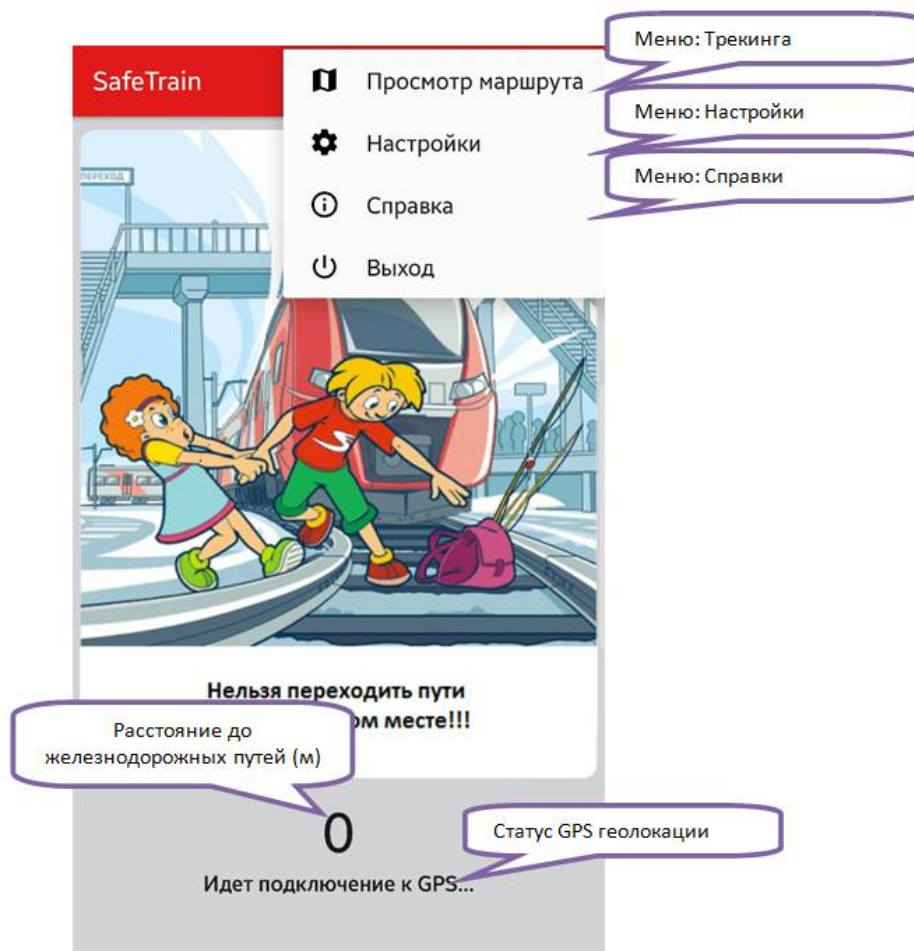 Меню: Трекинга
SafeTrain
Просмотр маршрута
Меню: Настройки
Настройки
Меню: Справки
Справка
Выход
ПЕРЕХОД
Нельзя переходить пути
месте!!!
Расстояние до
железнодорожных путей (м)
0
Статус GPS геолокации
Идет подключение к GPS...